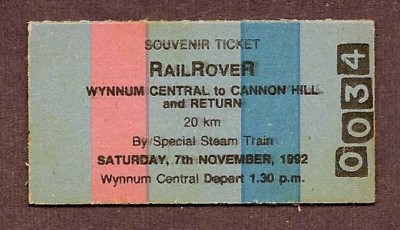 SOUVENIR TICKET
RAILROVER
WYNNUM CENTRAL to CANNON HILL
and RETURN
20 km
By Special Steam Train
SATURDAY, 7th NOVEMBER, 1992
Wynnum Central Depart 1.30 p.m.
0034